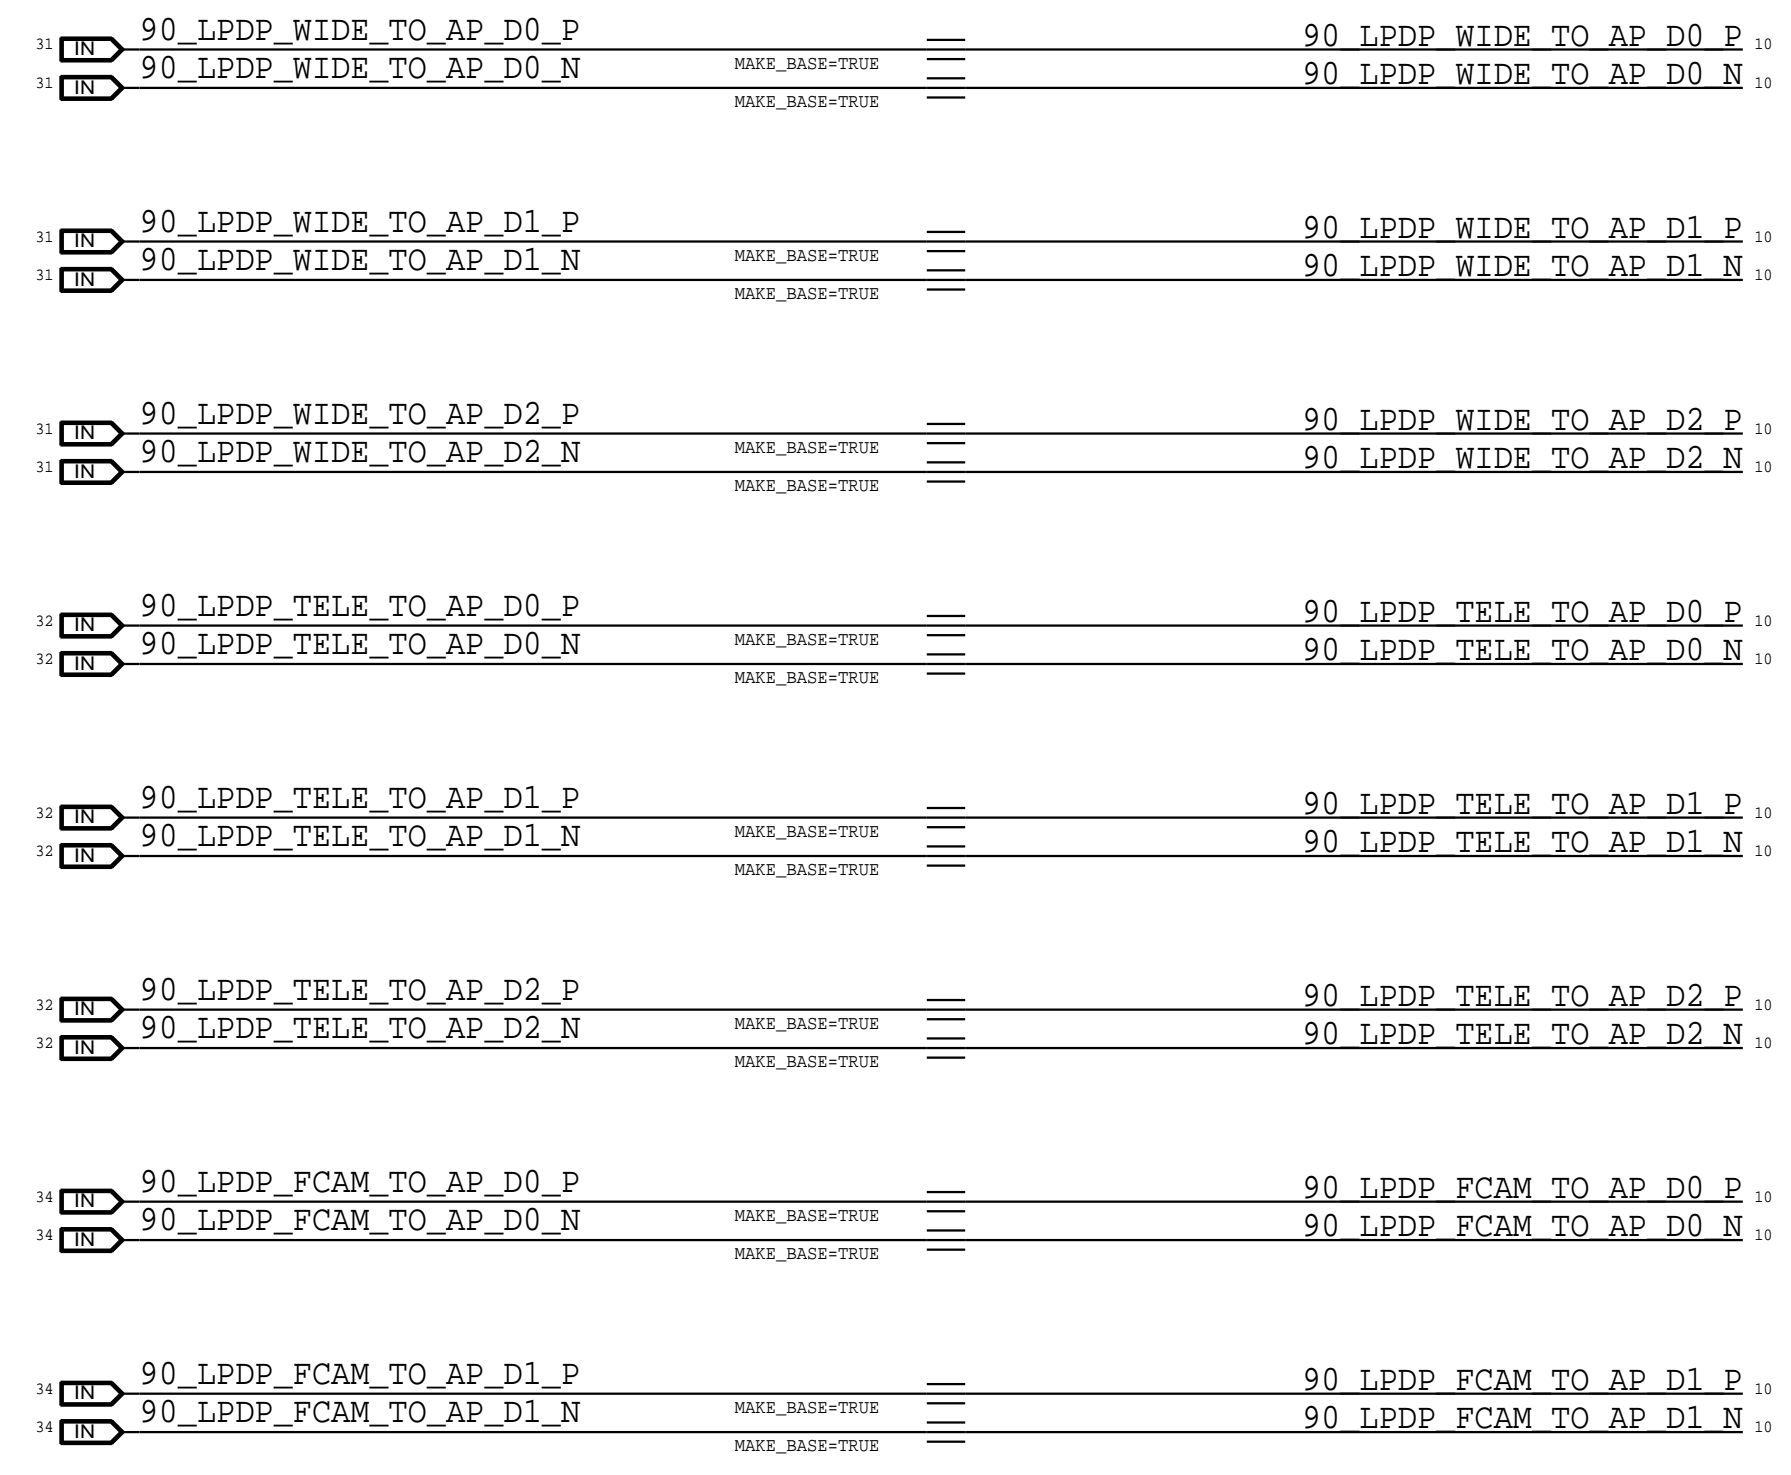 31 IN 90_LPDP_WIDE_TO_AP_D0_P MAKE_BASE=TRUE 90_LPDP_WIDE_TO_AP_D0_P 10
31 IN 90_LPDP_WIDE_TO_AP_D0_N MAKE_BASE=TRUE 90_LPDP_WIDE_TO_AP_D0_N 10
31 IN 90_LPDP_WIDE_TO_AP_D1_P MAKE_BASE=TRUE 90_LPDP_WIDE_TO_AP_D1_P 10
31 IN 90_LPDP_WIDE_TO_AP_D1_N MAKE_BASE=TRUE 90_LPDP_WIDE_TO_AP_D1_N 10
31 IN 90_LPDP_WIDE_TO_AP_D2_P MAKE_BASE=TRUE 90_LPDP_WIDE_TO_AP_D2_P 10
31 IN 90_LPDP_WIDE_TO_AP_D2_N MAKE_BASE=TRUE 90_LPDP_WIDE_TO_AP_D2_N 10
32 IN 90_LPDP_TELE_TO_AP_D0_P MAKE_BASE=TRUE 90_LPDP_TELE_TO_AP_D0_P 10
32 IN 90_LPDP_TELE_TO_AP_D0_N MAKE_BASE=TRUE 90_LPDP_TELE_TO_AP_D0_N 10
32 IN 90_LPDP_TELE_TO_AP_D1_P MAKE_BASE=TRUE 90_LPDP_TELE_TO_AP_D1_P 10
32 IN 90_LPDP_TELE_TO_AP_D1_N MAKE_BASE=TRUE 90_LPDP_TELE_TO_AP_D1_N 10
32 IN 90_LPDP_TELE_TO_AP_D2_P MAKE_BASE=TRUE 90_LPDP_TELE_TO_AP_D2_P 10
32 IN 90_LPDP_TELE_TO_AP_D2_N MAKE_BASE=TRUE 90_LPDP_TELE_TO_AP_D2_N 10
34 IN 90_LPDP_FCAM_TO_AP_D0_P MAKE_BASE=TRUE 90_LPDP_FCAM_TO_AP_D0_P 10
34 IN 90_LPDP_FCAM_TO_AP_D0_N MAKE_BASE=TRUE 90_LPDP_FCAM_TO_AP_D0_N 10
34 IN 90_LPDP_FCAM_TO_AP_D1_P MAKE_BASE=TRUE 90_LPDP_FCAM_TO_AP_D1_P 10
34 IN 90_LPDP_FCAM_TO_AP_D1_N MAKE_BASE=TRUE 90_LPDP_FCAM_TO_AP_D1_N 10